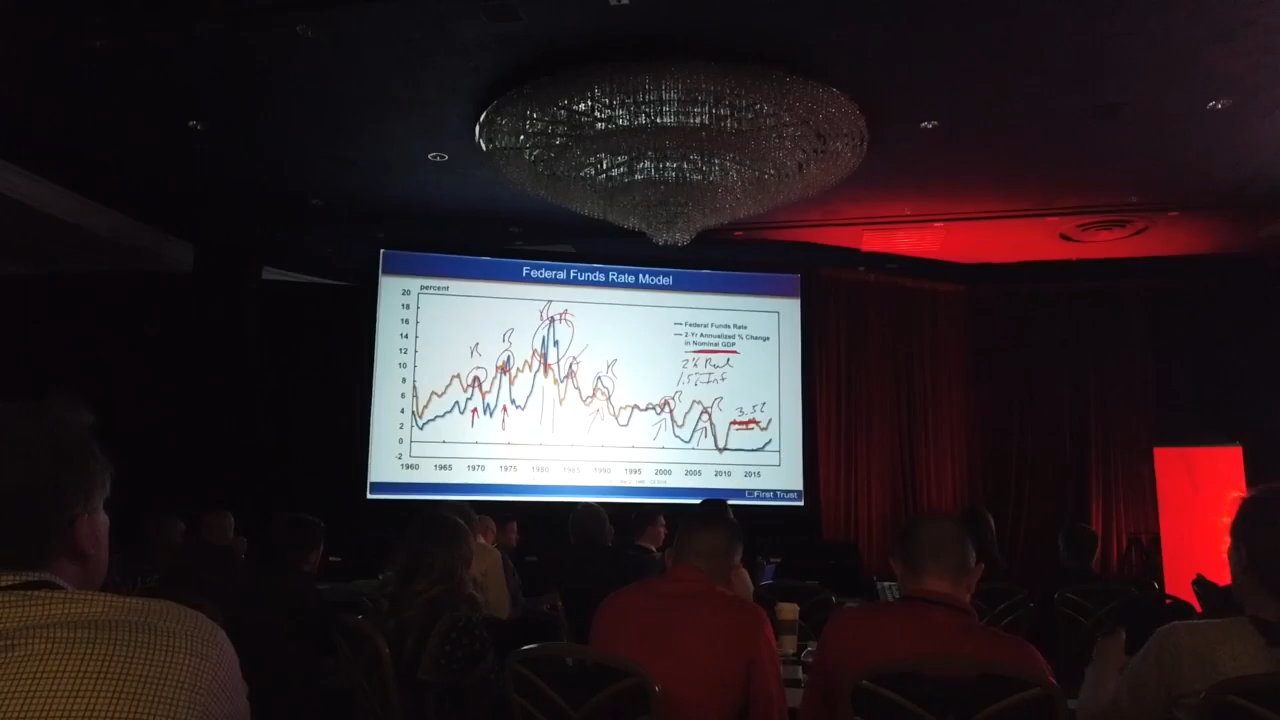 Federal Funds Rate Model
percent
20
18
16
14
12
10
8
6
4
2
0
-2
Federal Funds Rate
2-Yr Annualized % Change
in Nominal GDP
2% Real
1.5% Inf
R
R
R
R
R
R
R
3.5%
1960 1965 1970 1975 1980 1985 1990 1995 2000 2005 2010 2015
First Trust